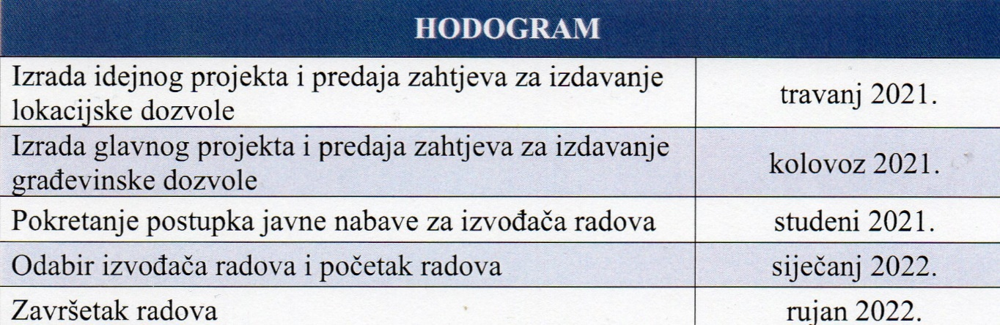 HODOGRAM
Izrada idejnog projekta i predaja zahtjeva za izdavanje
lokacijske dozvole
travanj 2021.
Izrada glavnog projekta i predaja zahtjeva za izdavanje
građevinske dozvole
kolovoz 2021.
Pokretanje postupka javne nabave za izvođača radova
studeni 2021.
Odabir izvođača radova i početak radova
siječanj 2022.
Završetak radova
rujan 2022.